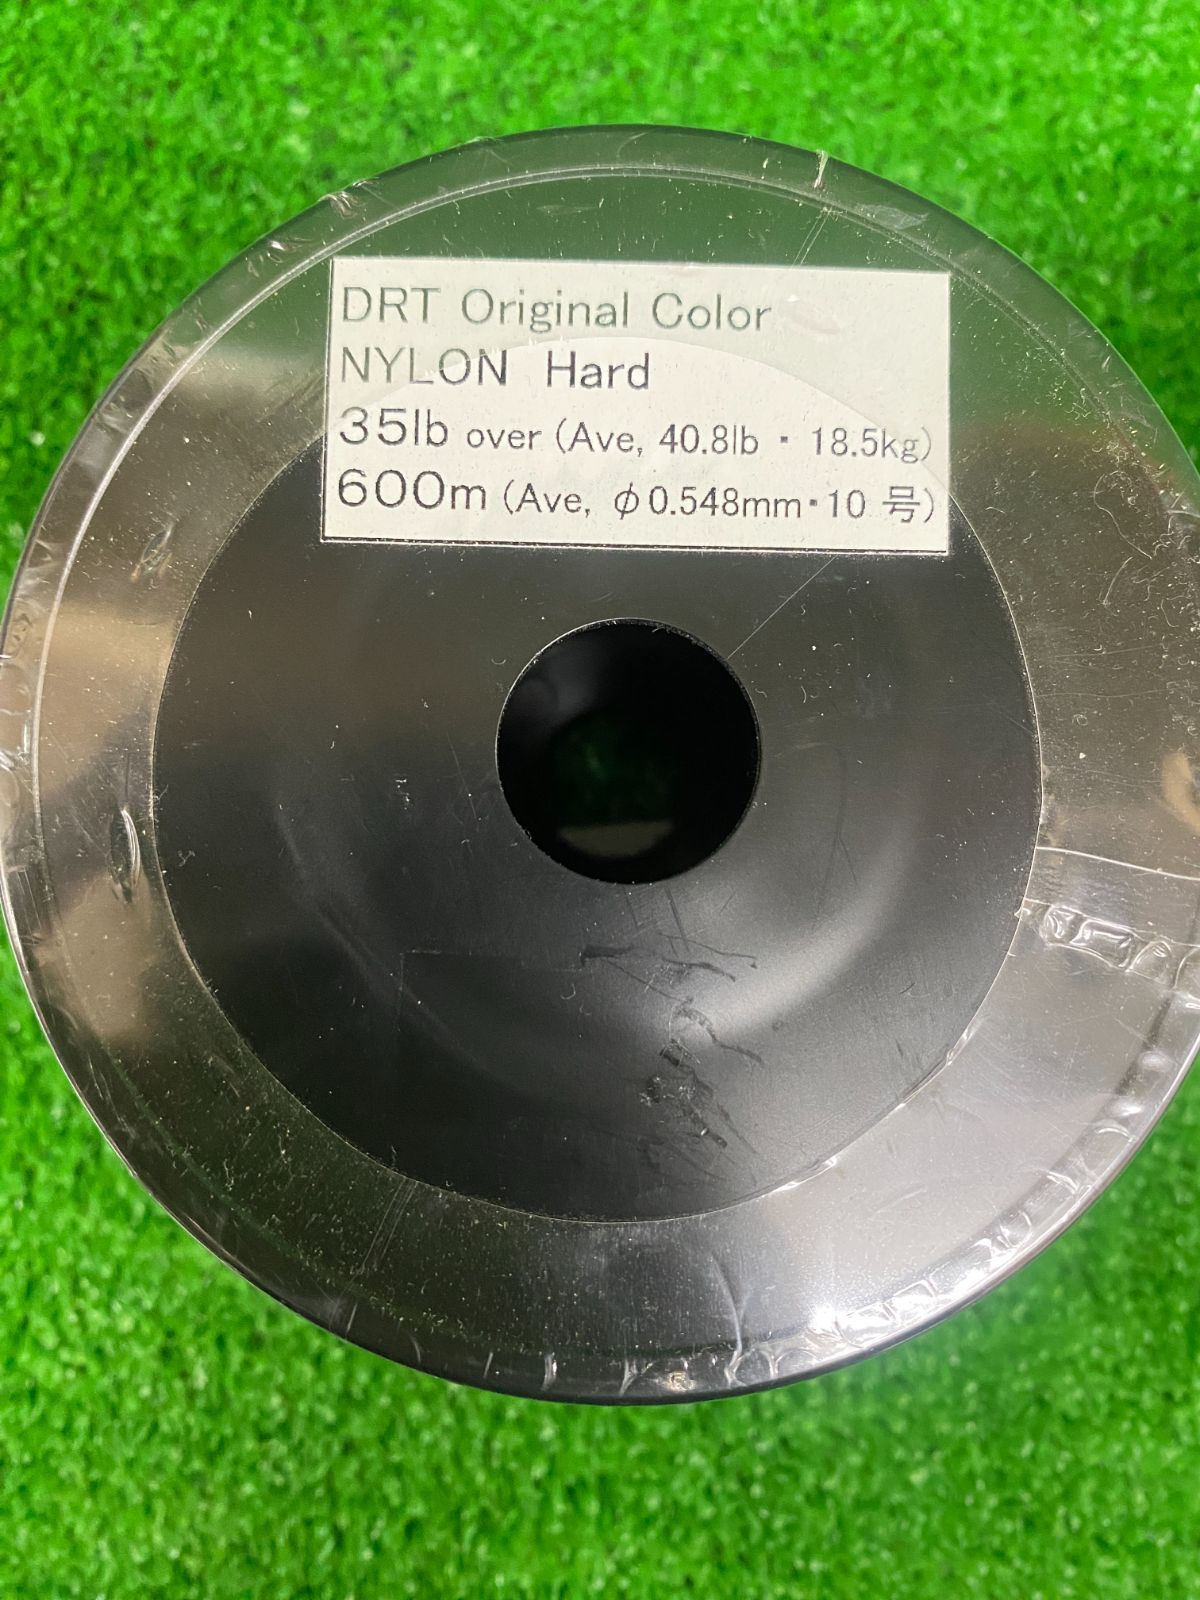 DRT Original Color
NYLON Hard
35lb over (Ave, 40.8lb・18.5kg)
600m (Ave, φ0.548mm・10 号)